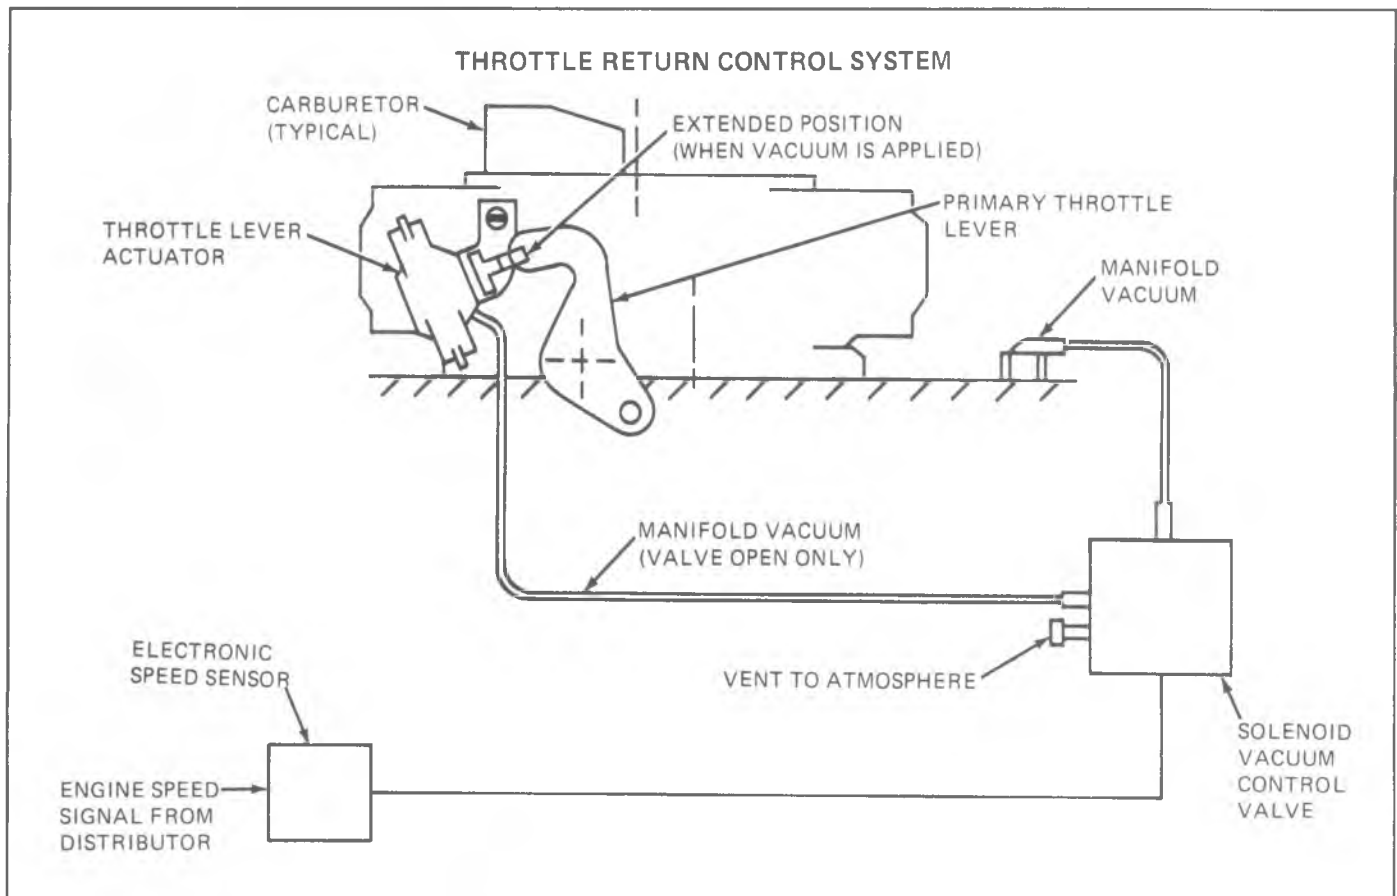 THROTTLE RETURN CONTROL SYSTEM
CARBURETOR
(TYPICAL)
EXTENDED POSITION
(WHEN VACUUM IS APPLIED)
THROTTLE LEVER
ACTUATOR
PRIMARY THROTTLE
LEVER
MANIFOLD
VACUUM
MANIFOLD VACUUM
(VALVE OPEN ONLY)
ELECTRONIC
SPEED SENSOR
VENT TO ATMOSPHERE
SOLENOID
VACUUM
CONTROL
VALVE
ENGINE SPEED
SIGNAL FROM
DISTRIBUTOR